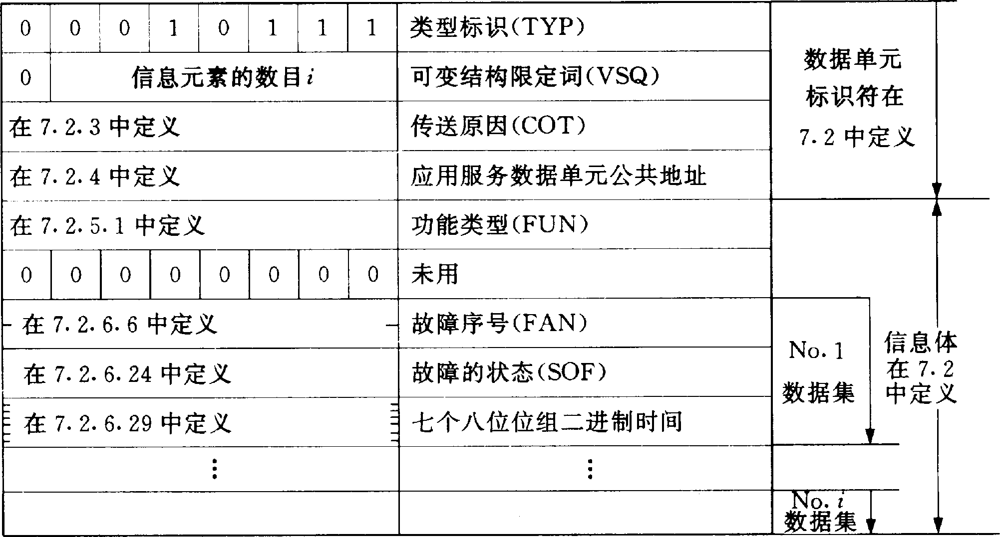 0 0 0 1 0 1 1 1 类型标识(TYP)
0 信息元素的数目i 可变结构限定词(VSQ)
在 7.2.3 中定义 传送原因(COT)
在 7.2.4 中定义 应用服务数据单元公共地址
数据单元
标识符在
7.2 中定义
在 7.2.5.1 中定义 功能类型(FUN)
0 0 0 0 0 0 0 0 未用
在 7.2.6.6 中定义 故障序号(FAN)
在 7.2.6.24 中定义 故障的状态(SOF)
在 7.2.6.29 中定义 七个八位位组二进制时间
⋮ ⋮
No.1
数据集
No.i
数据集
信息体
在 7.2
中定义